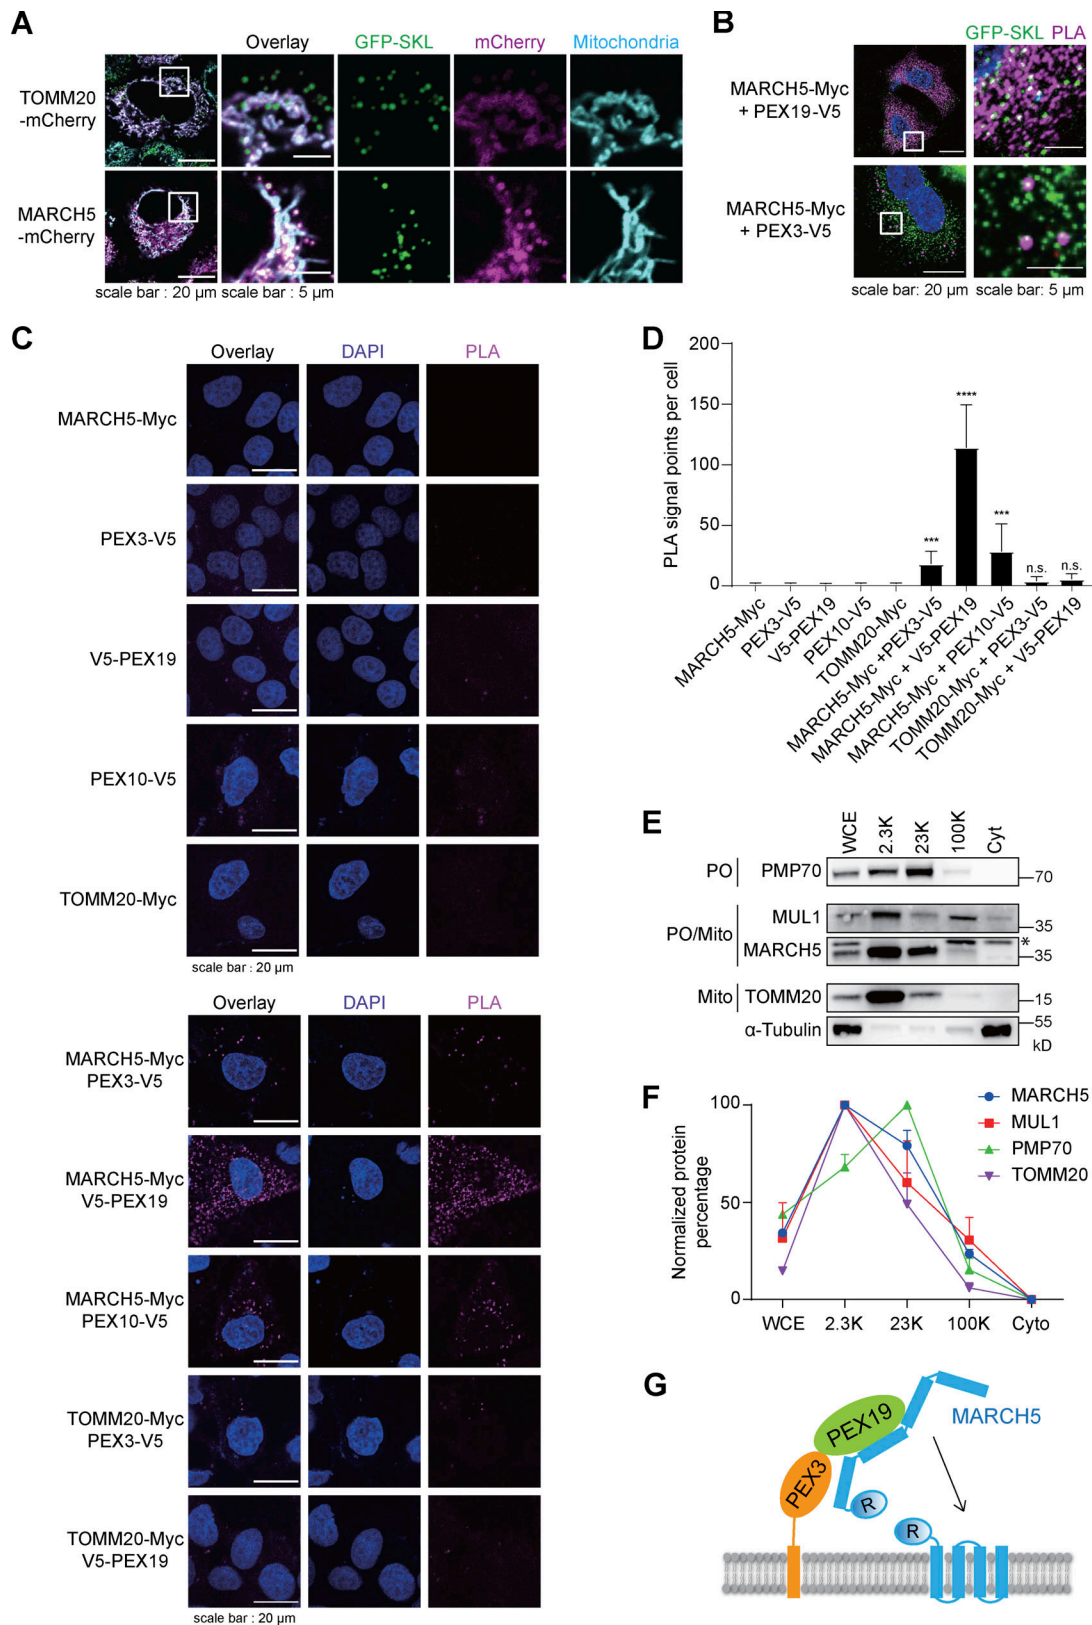 A
Overlay GFP-SKL mCherry Mitochondria
TOMM20
-mCherry
MARCH5
-mCherry
scale bar : 20 µm scale bar : 5 µm
B
GFP-SKL PLA
MARCH5-Myc
+ PEX19-V5
MARCH5-Myc
+ PEX3-V5
scale bar: 20 µm scale bar: 5 µm
C
Overlay DAPI PLA
MARCH5-Myc
PEX3-V5
V5-PEX19
PEX10-V5
TOMM20-Myc
scale bar : 20 µm
Overlay DAPI PLA
MARCH5-Myc
PEX3-V5
MARCH5-Myc
V5-PEX19
MARCH5-Myc
PEX10-V5
TOMM20-Myc
PEX3-V5
TOMM20-Myc
V5-PEX19
scale bar : 20 µm
D
PLA signal points per cell
200
150
100
50
0
*** **** *** n.s. n.s.
MARCH5-Myc
PEX3-V5
V5-PEX19
PEX10-V5
TOMM20-Myc
MARCH5-Myc +PEX3-V5
MARCH5-Myc + V5-PEX19
MARCH5-Myc + PEX10-V5
TOMM20-Myc + PEX3-V5
TOMM20-Myc + V5-PEX19
E
WCE 2.3K 23K 100K Cyt
PO PMP70 70
PO/Mito MUL1 35
MARCH5 * 35
Mito TOMM20 15
α-Tubulin 55
kD
F
Normalized protein
percentage
100
50
0
WCE 2.3K 23K 100K Cyto
MARCH5
MUL1
PMP70
TOMM20
G
PEX19
MARCH5
PEX3
R
R